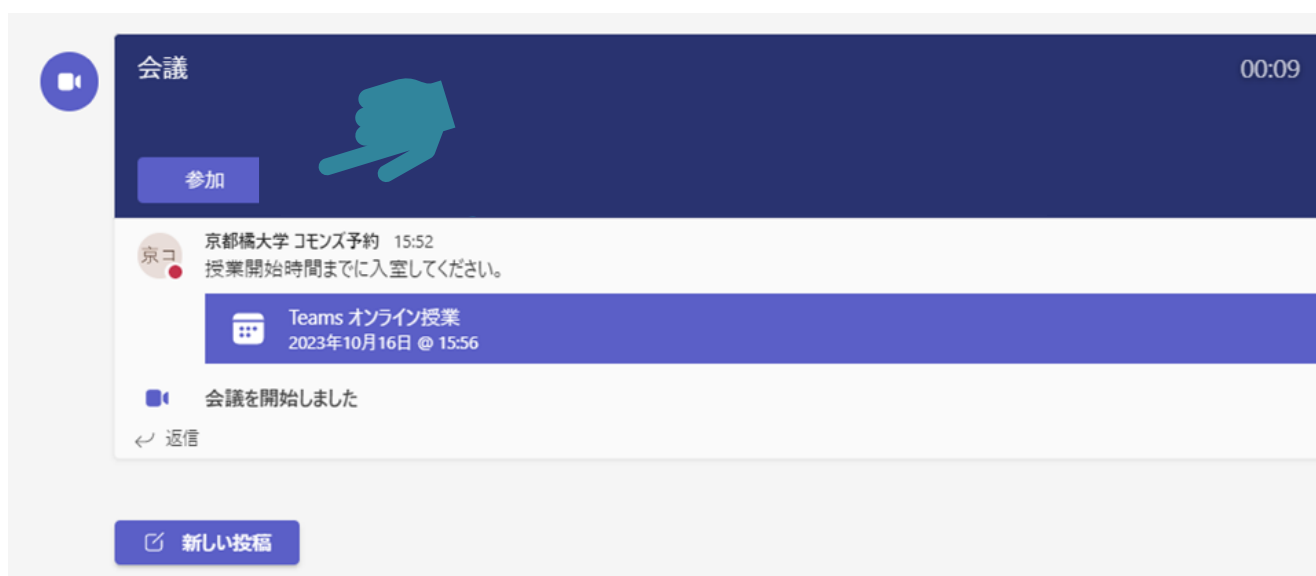 会議
00:09
参加
京コ
京都橘大学 コモンズ予約 15:52
授業開始時間までに入室してください。
Teams オンライン授業
2023年10月16日 @ 15:56
会議を開始しました
返信
新しい投稿